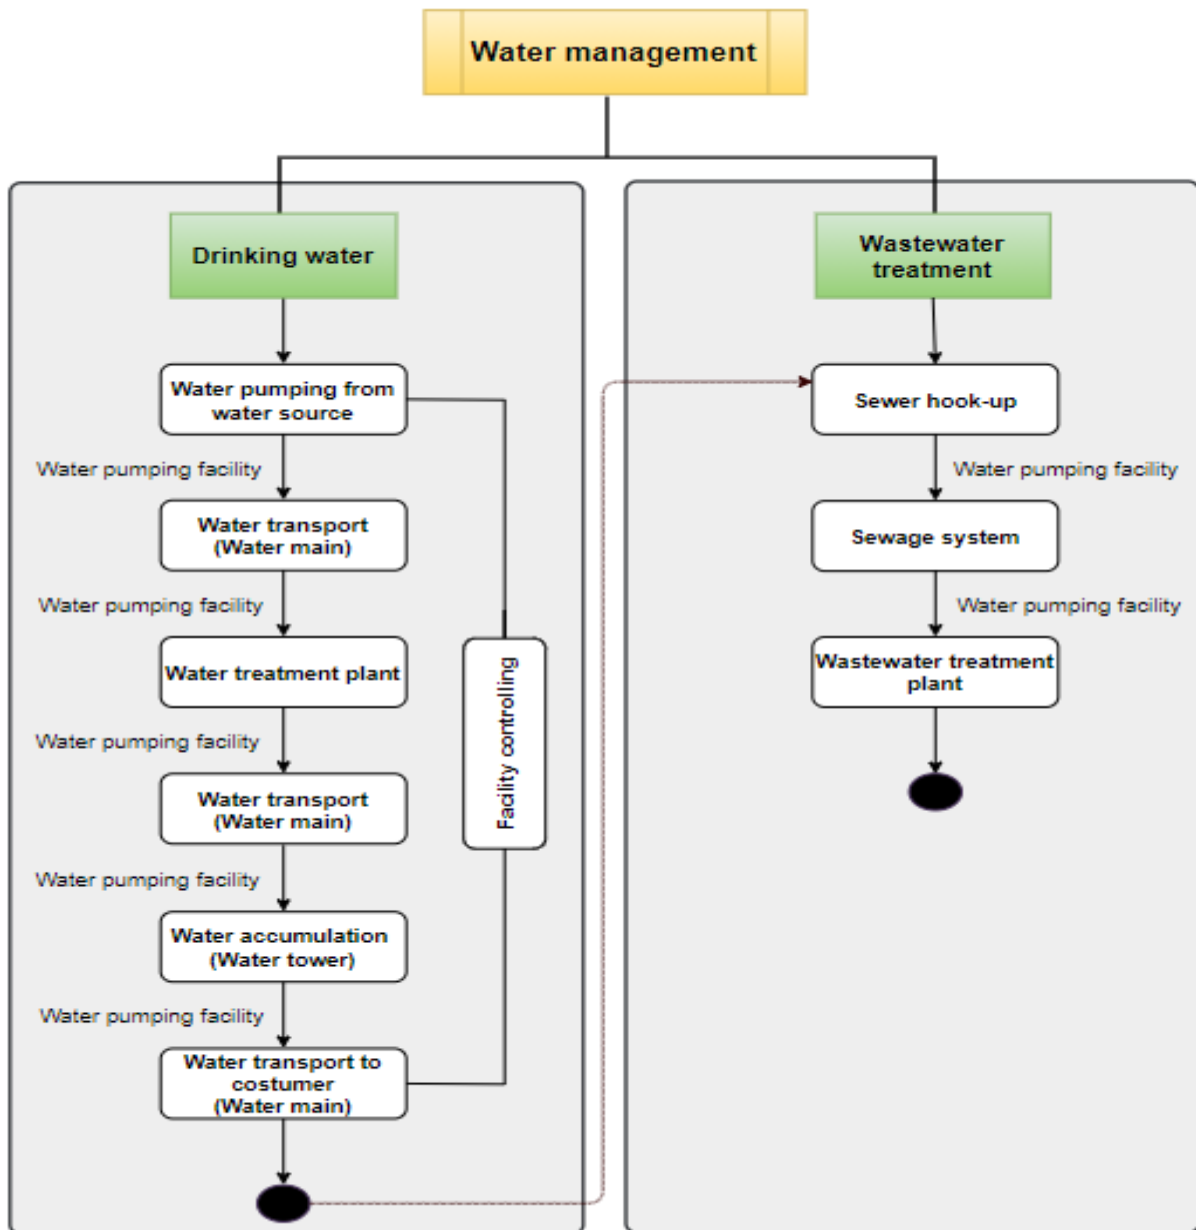 Water management
Drinking water
Water pumping from
water source
Water pumping facility
Water transport
(Water main)
Water pumping facility
Water treatment plant
Water pumping facility
Water transport
(Water main)
Water pumping facility
Water accumulation
(Water tower)
Water pumping facility
Water transport to
costumer
(Water main)
Facility controlling
Wastewater
treatment
Sewer hook-up
Water pumping facility
Sewage system
Water pumping facility
Wastewater treatment
plant